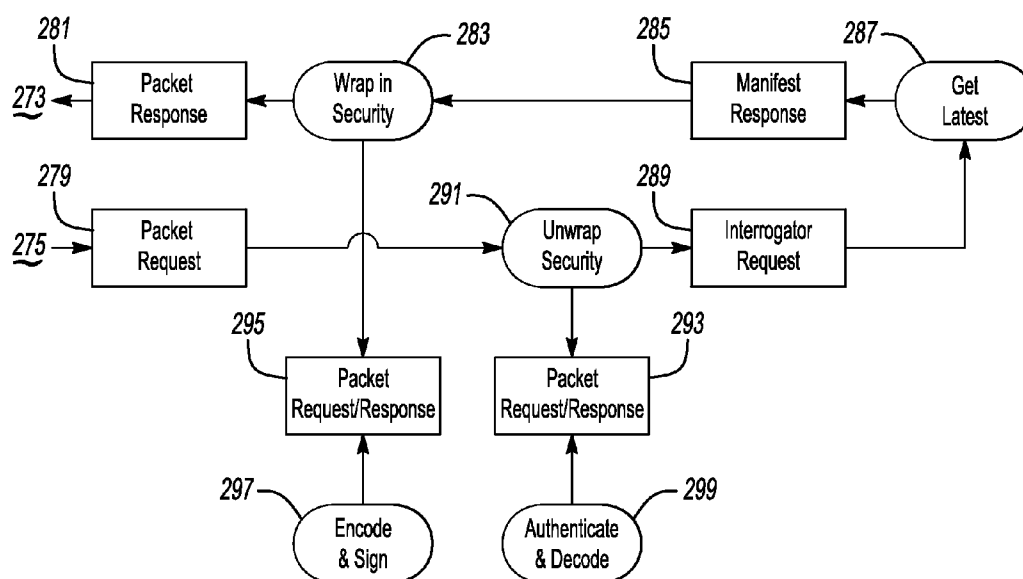 281
283
285
287
273
Packet
Response
Wrap in
Security
Manifest
Response
Get
Latest
279
291
289
275
Packet
Request
Unwrap
Security
Interrogator
Request
295
293
Packet
Request/Response
Packet
Request/Response
297
299
Encode
& Sign
Authenticate
& Decode